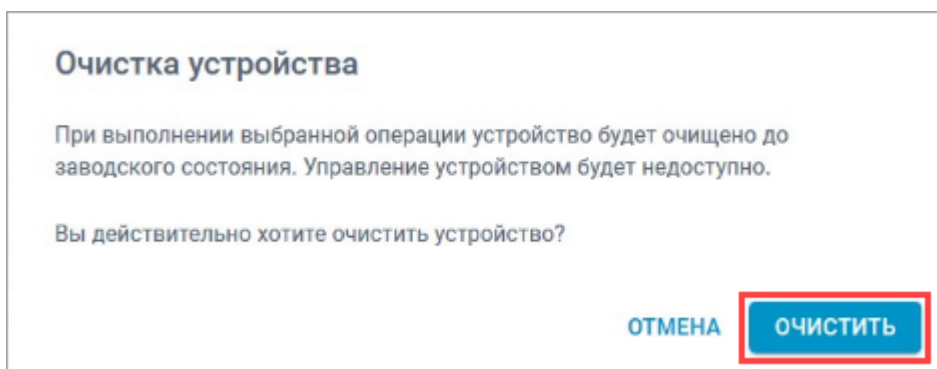 Очистка устройства
При выполнении выбранной операции устройство будет очищено до
заводского состояния. Управление устройством будет недоступно.
Вы действительно хотите очистить устройство?
ОТМЕНА ОЧИСТИТЬ